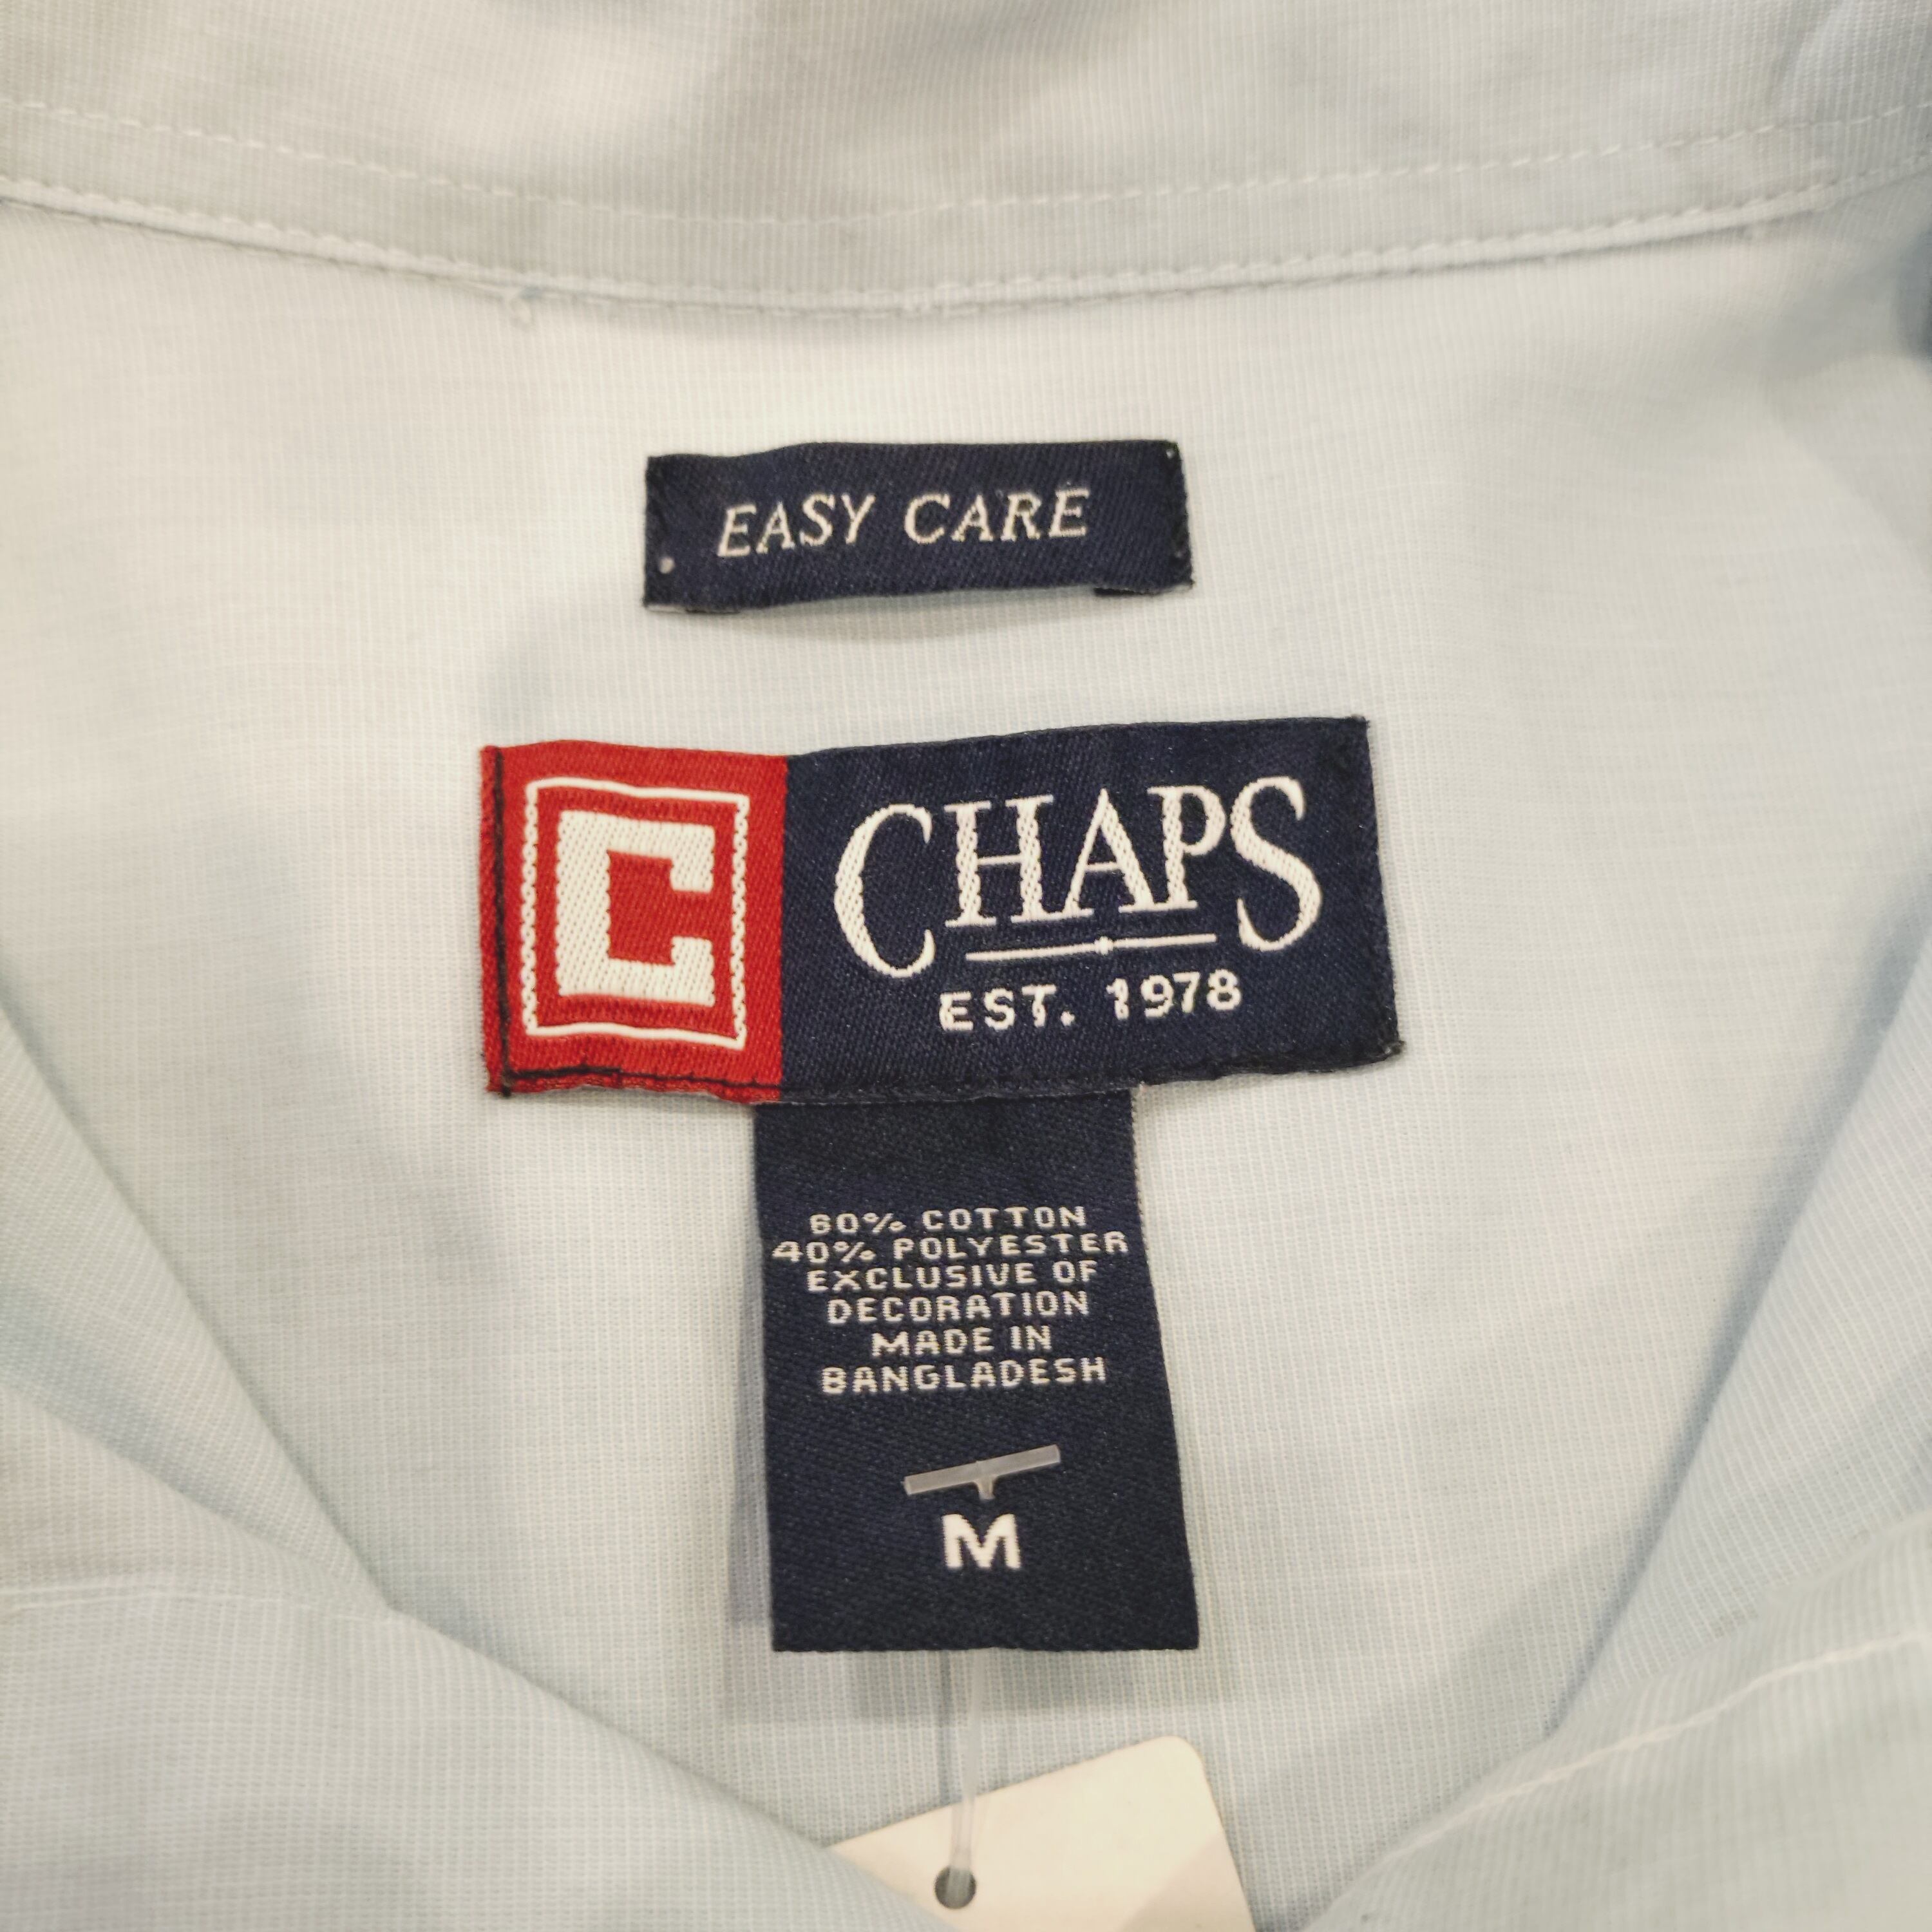 EASY CARE
C
CHAPS
EST. 1978
60% COTTON
40% POLYESTER
EXCLUSIVE OF
DECORATION
MADE IN
BANGLADESH
M